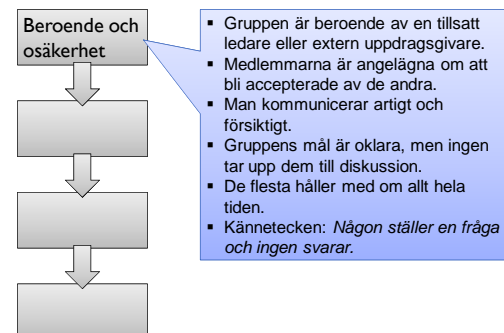 Beroende och
osäkerhet
▪ Gruppen är beroende av en tillsatt
ledare eller extern uppdragsgivare.
▪ Medlemmarna är angelägna om att
bli accepterade av de andra.
▪ Man kommunicerar artigt och
försiktigt.
▪ Gruppens mål är oklara, men ingen
tar upp dem till diskussion.
▪ De flesta håller med om allt hela
tiden.
▪ Kännetecken: Någon ställer en fråga
och ingen svarar.